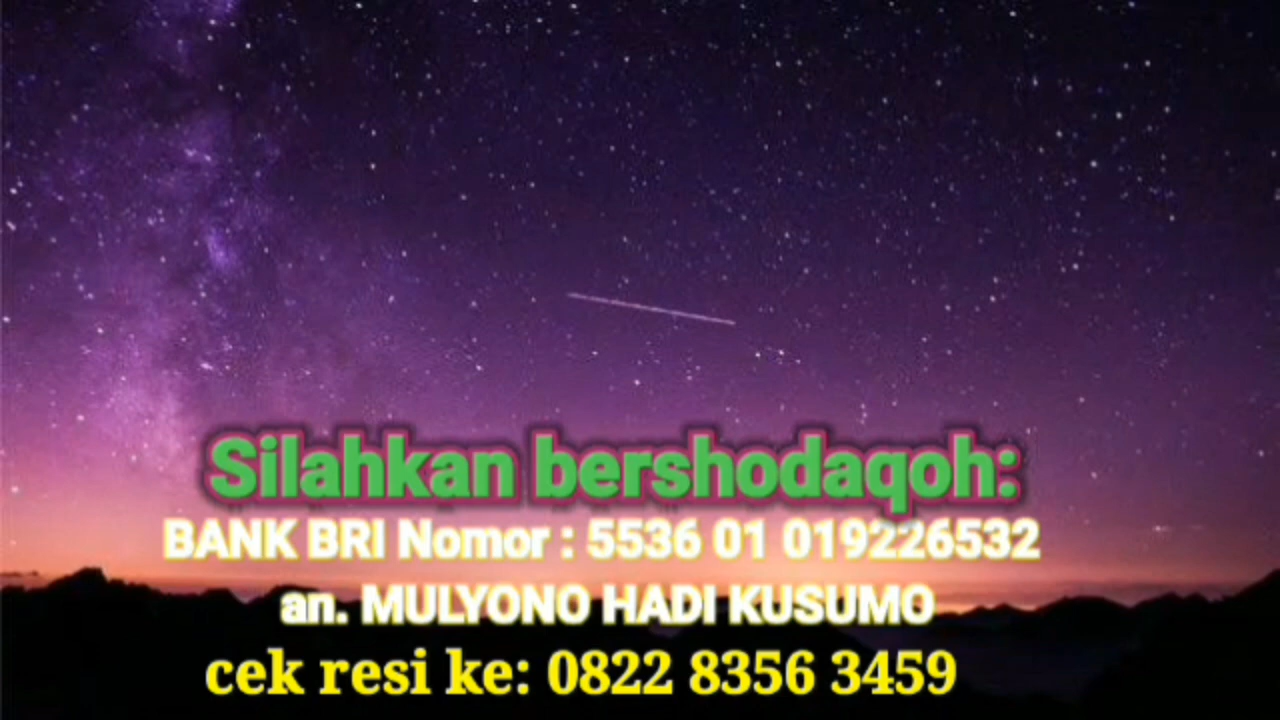 Silahkan bershodaqoh:
BANK BRI Nomor : 5536 01 019226532
an. MULYONO HADI KUSUMO
cek resi ke: 0822 8356 3459